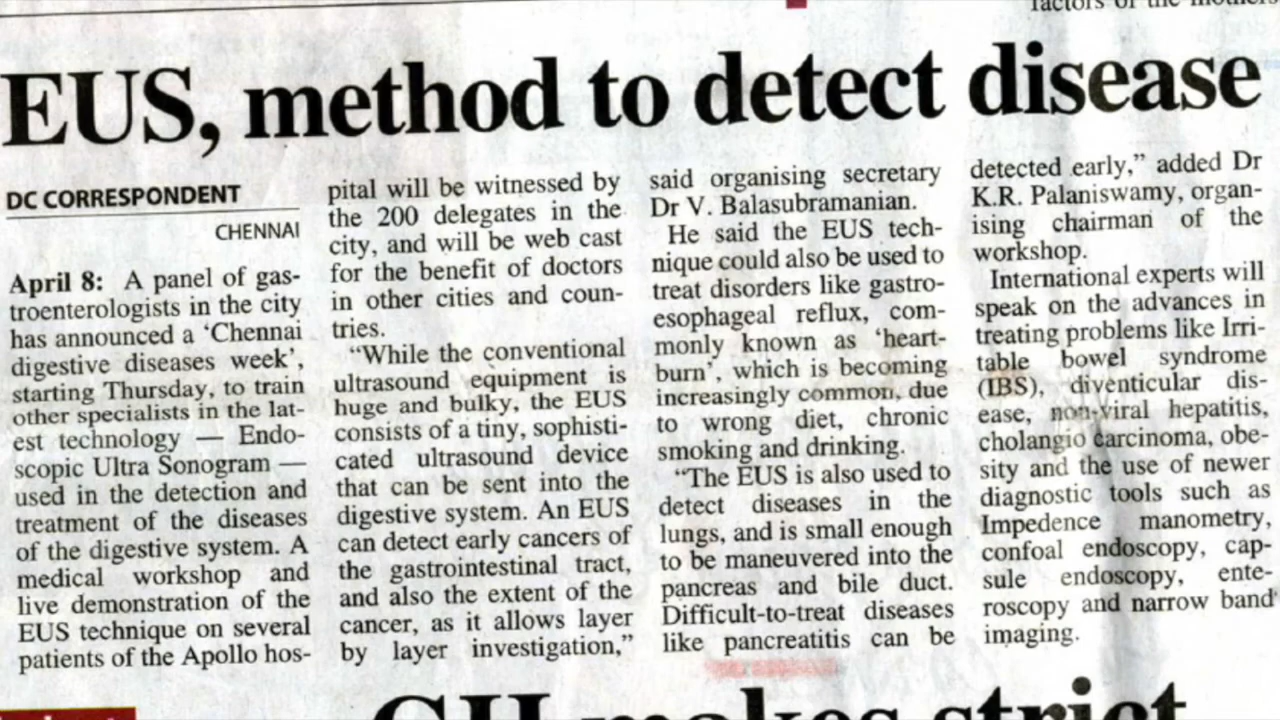 factors of the mothers
EUS, method to detect disease
DC CORRESPONDENT
CHENNAI
April 8: A panel of gas-
troenterologists in the city
has announced a ‘Chennai
digestive diseases week’,
starting Thursday, to train
other specialists in the lat-
est technology — Endo-
scopic Ultra Sonogram —
used in the detection and
treatment of the diseases
of the digestive system. A
medical workshop and
live demonstration of the
EUS technique on several
patients of the Apollo hos-
pital will be witnessed by
the 200 delegates in the
city, and will be web cast
for the benefit of doctors
in other cities and coun-
tries.
“While the conventional
ultrasound equipment is
huge and bulky, the EUS
consists of a tiny, sophisti-
cated ultrasound device
that can be sent into the
digestive system. An EUS
can detect early cancers of
the gastrointestinal tract,
and also the extent of the
cancer, as it allows layer
by layer investigation,”
said organising secretary
Dr V. Balasubramanian.
He said the EUS tech-
nique could also be used to
treat disorders like gastro-
esophageal reflux, com-
monly known as ‘heart-
burn’, which is becoming
increasingly common, due
to wrong diet, chronic
smoking and drinking.
“The EUS is also used to
detect diseases in the
lungs, and is small enough
to be maneuvered into the
pancreas and bile duct.
Difficult-to-treat diseases
like pancreatitis can be
detected early,” added Dr
K.R. Palaniswamy, organ-
ising chairman of the
workshop.
International experts will
speak on the advances in
treating problems like Irri-
table bowel syndrome
(IBS), diventicular dis-
ease, non-viral hepatitis,
cholangio carcinoma, obe-
sity and the use of newer
diagnostic tools such as
Impedence manometry,
confoal endoscopy, cap-
sule endoscopy, ente-
roscopy and narrow band
imaging.
GH makes strict